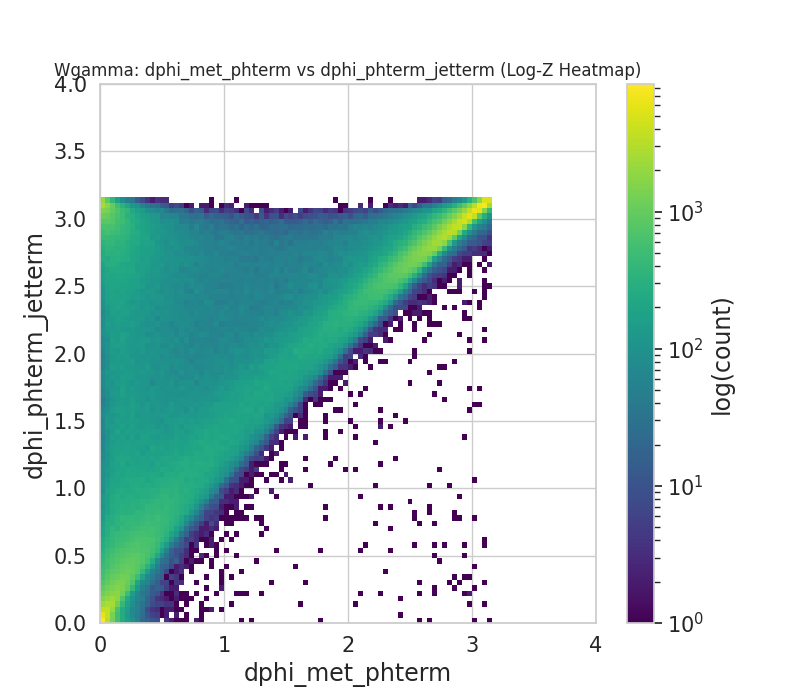 Wgamma: dphi_met_phterm vs dphi_phterm_jetterm (Log-Z Heatmap)
4.0
3.5
3.0
2.5
2.0
1.5
1.0
0.5
0.0
dphi_phterm_jetterm
0 1 2 3 4
dphi_met_phterm
10³
10²
10¹
10⁰
log(count)